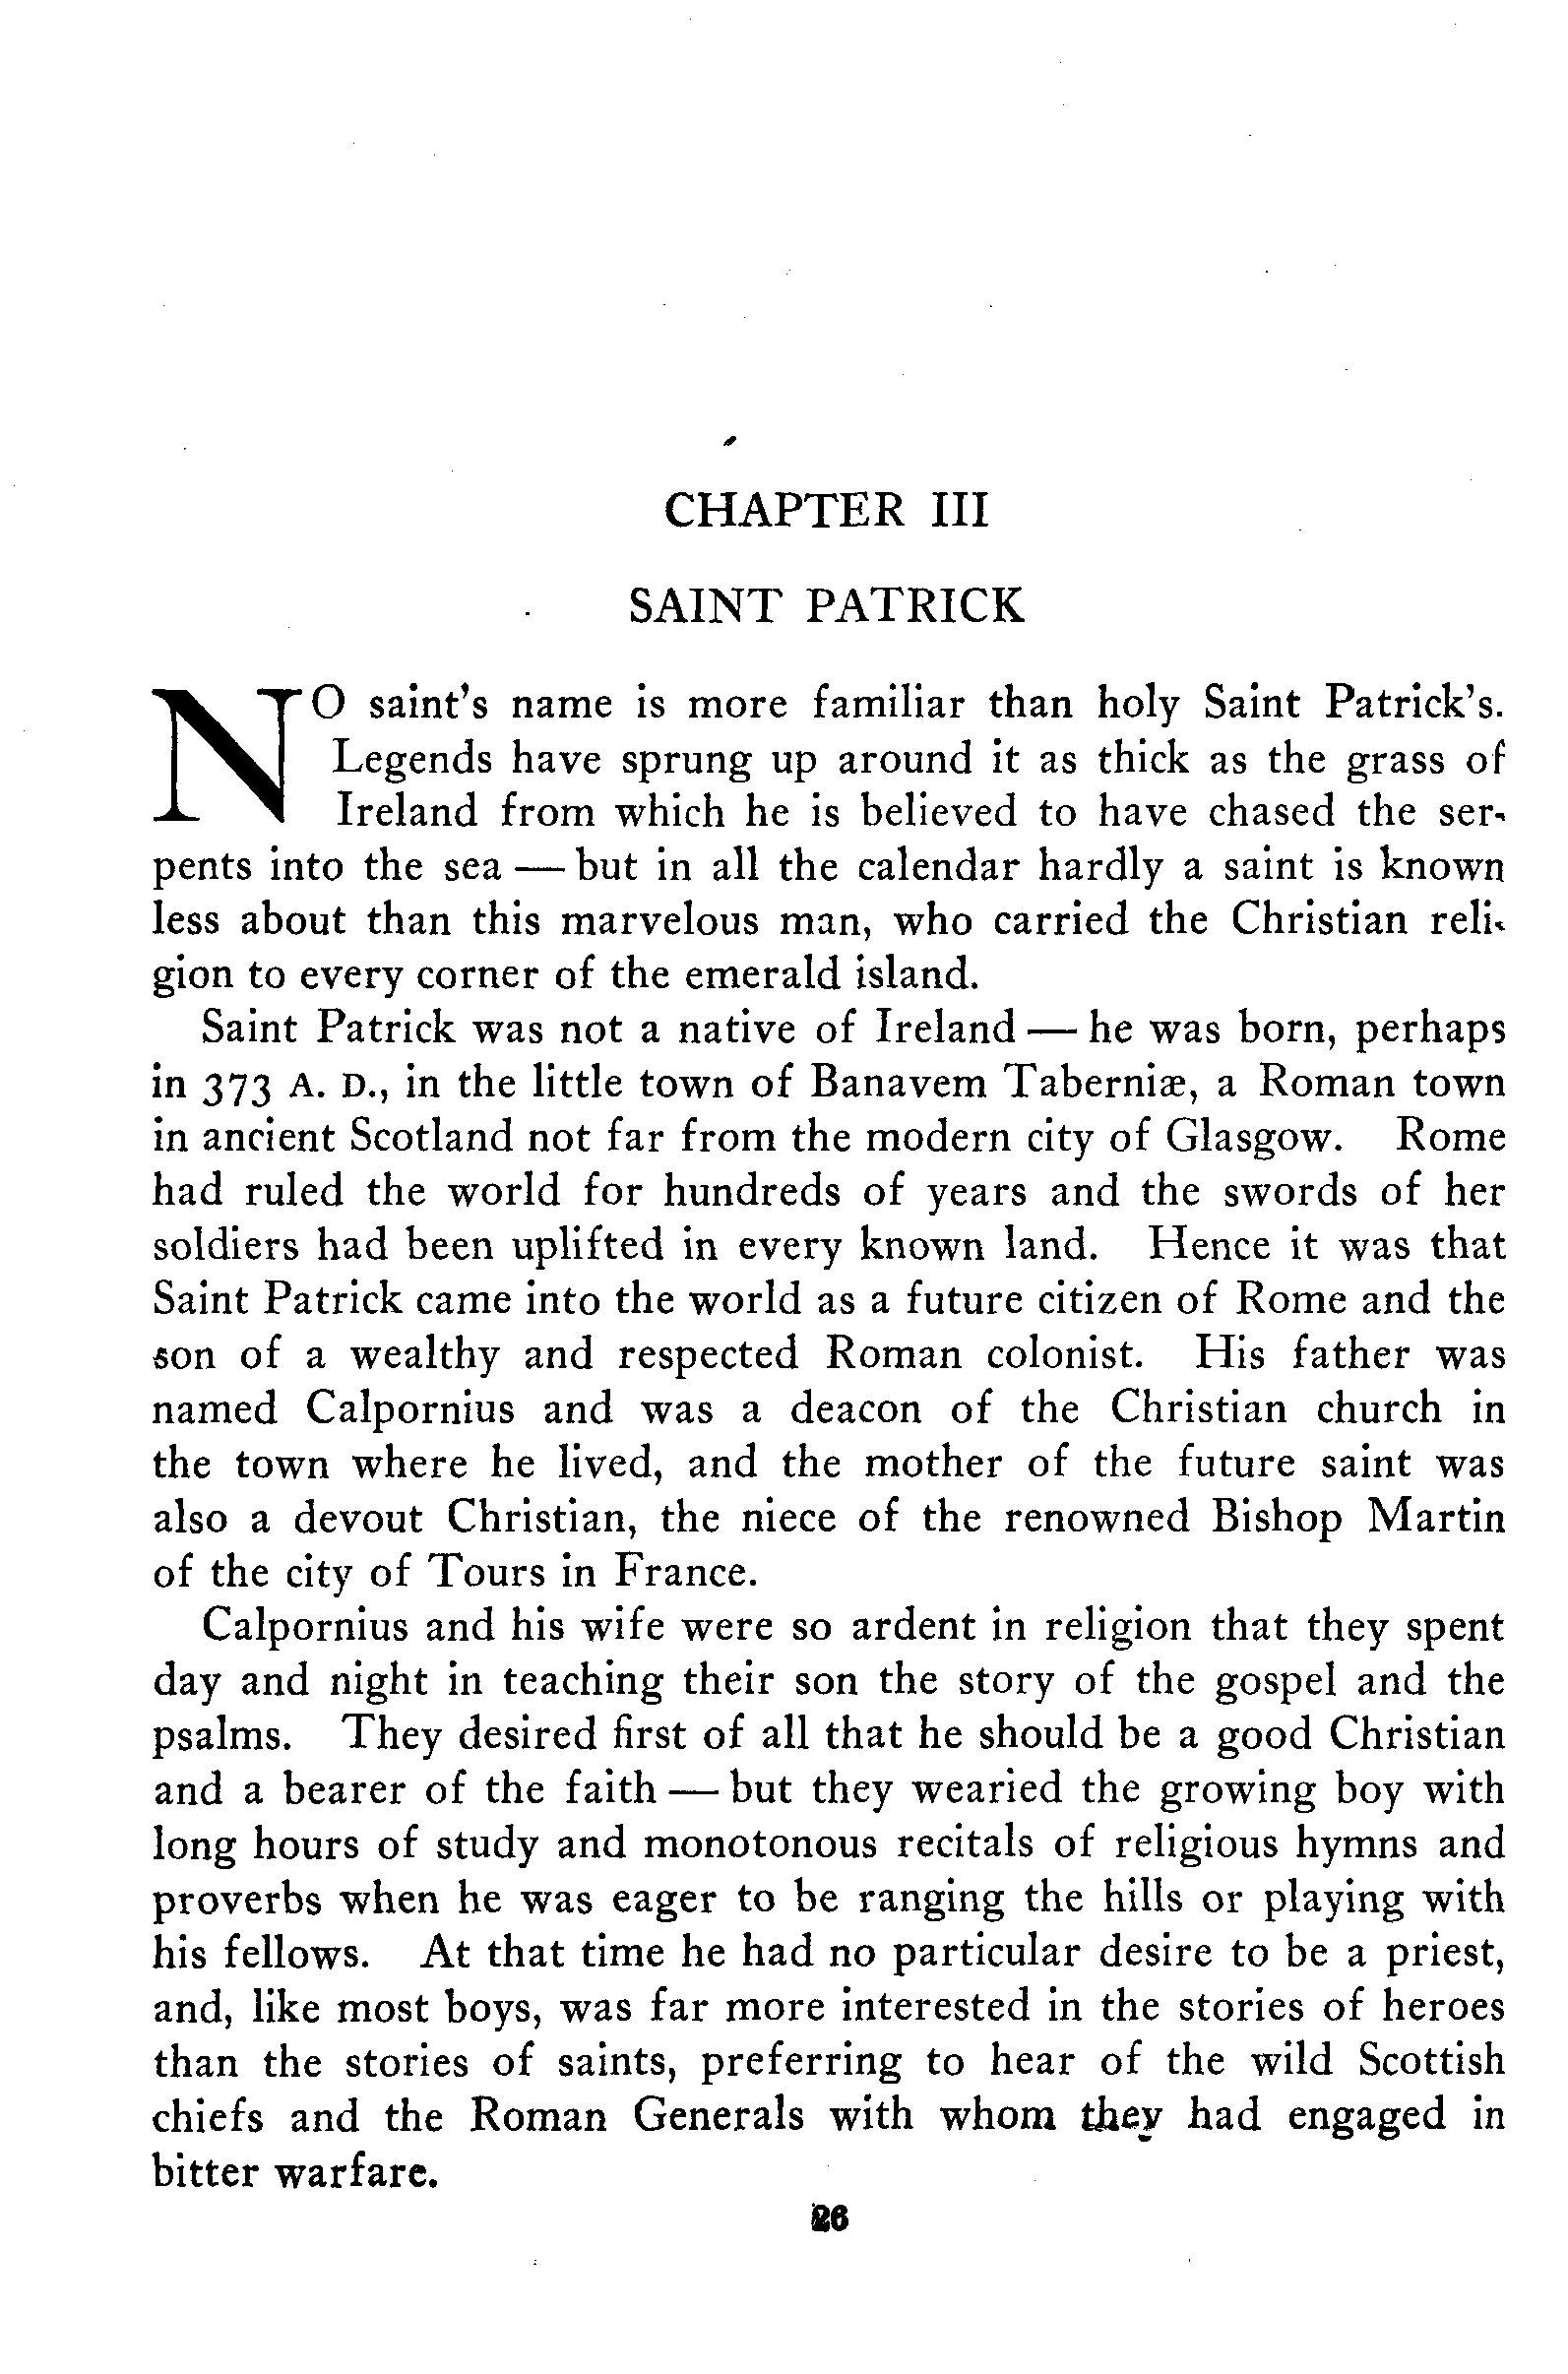 CHAPTER III
SAINT PATRICK
NO saint's name is more familiar than holy Saint Patrick's.
Legends have sprung up around it as thick as the grass of
Ireland from which he is believed to have chased the ser-
pents into the sea — but in all the calendar hardly a saint is known
less about than this marvelous man, who carried the Christian reli-
gion to every corner of the emerald island.
Saint Patrick was not a native of Ireland — he was born, perhaps
in 373 A. D., in the little town of Banavem Taberniæ, a Roman town
in ancient Scotland not far from the modern city of Glasgow. Rome
had ruled the world for hundreds of years and the swords of her
soldiers had been uplifted in every known land. Hence it was that
Saint Patrick came into the world as a future citizen of Rome and the
son of a wealthy and respected Roman colonist. His father was
named Calpornius and was a deacon of the Christian church in
the town where he lived, and the mother of the future saint was
also a devout Christian, the niece of the renowned Bishop Martin
of the city of Tours in France.
Calpornius and his wife were so ardent in religion that they spent
day and night in teaching their son the story of the gospel and the
psalms. They desired first of all that he should be a good Christian
and a bearer of the faith — but they wearied the growing boy with
long hours of study and monotonous recitals of religious hymns and
proverbs when he was eager to be ranging the hills or playing with
his fellows. At that time he had no particular desire to be a priest,
and, like most boys, was far more interested in the stories of heroes
than the stories of saints, preferring to hear of the wild Scottish
chiefs and the Roman Generals with whom they had engaged in
bitter warfare.
26